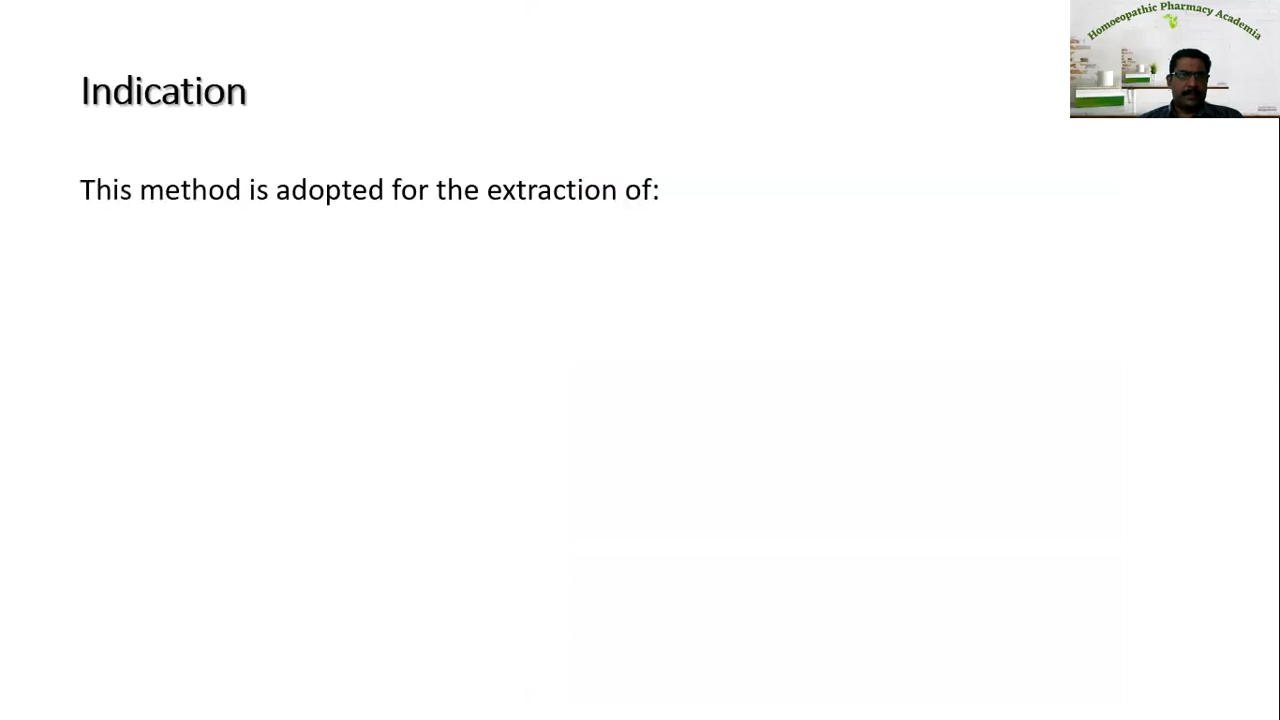 Homoeopathic Pharmacy Academia
Indication
This method is adopted for the extraction of: